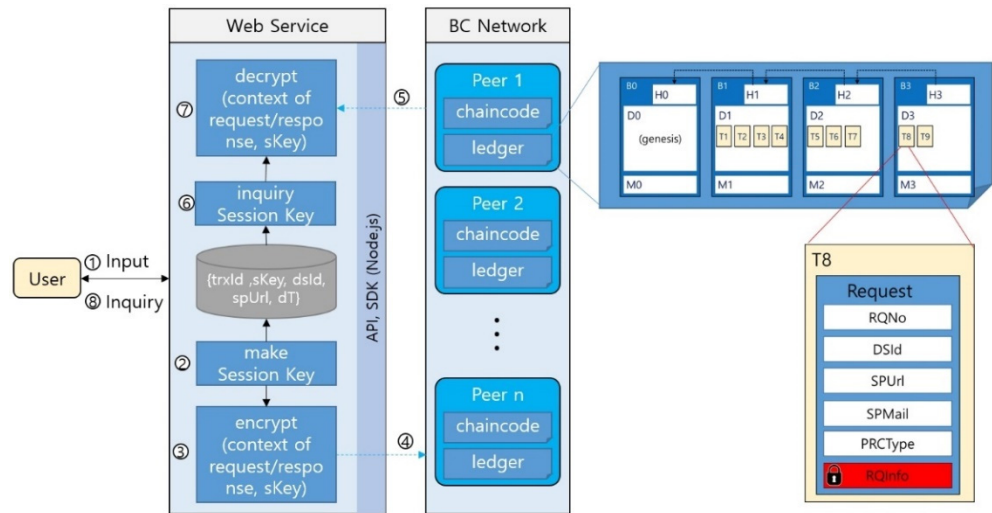 Web Service
BC Network
decrypt
(context of
request/respo
nse, sKey)
⑦
⑤
inquiry
Session Key
⑥
{trxId ,sKey, dsId,
spUrl, dT}
User
① Input
⑧ Inquiry
make
Session Key
②
encrypt
(context of
request/respo
nse, sKey)
③
④
API, SDK (Node.js)
Peer 1
chaincode
ledger
Peer 2
chaincode
ledger
Peer n
chaincode
ledger
B0
H0
B1
H1
B2
H2
B3
H3
D0
(genesis)
D1
T1
T2
T3
T4
D2
T5
T6
T7
D3
T8
T9
M0
M1
M2
M3
T8
Request
RQNo
DSId
SPUrl
SPMail
PRCType
RQInfo